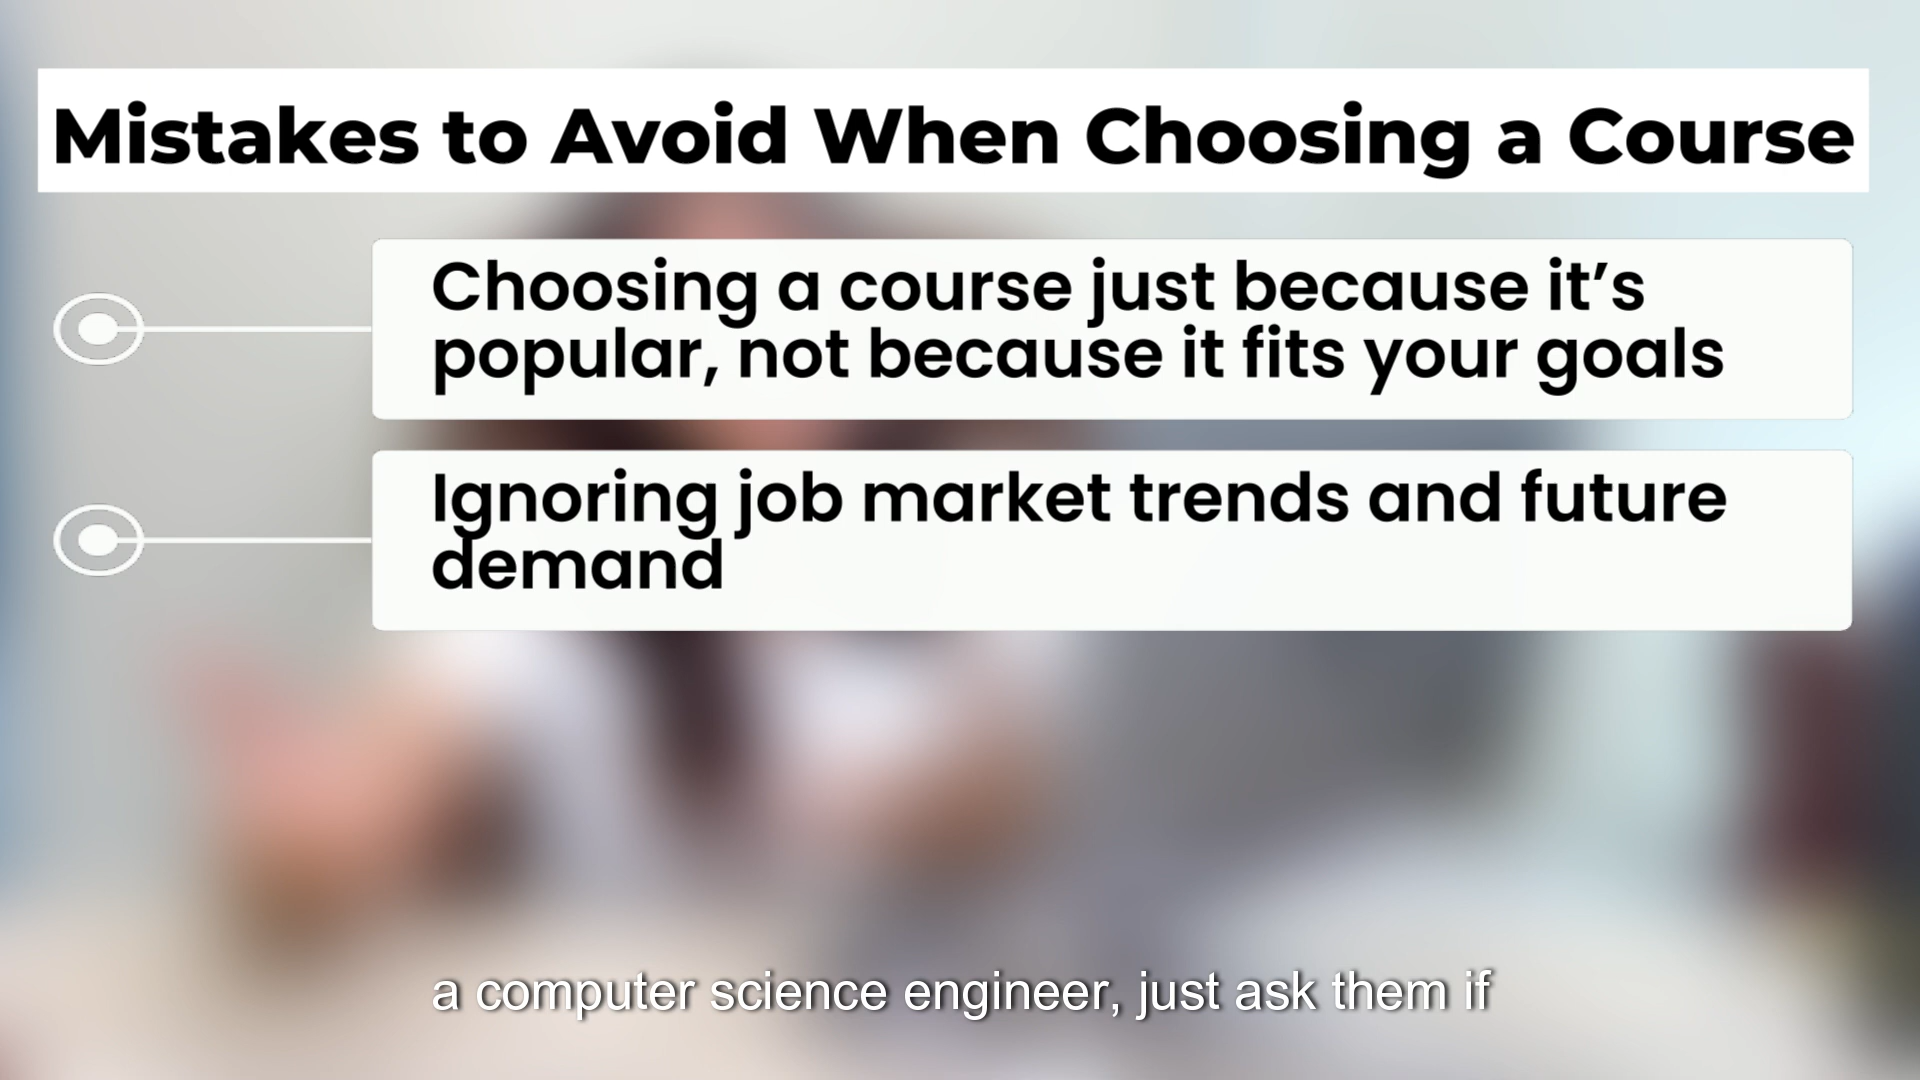 Mistakes to Avoid When Choosing a Course
Choosing a course just because it’s
popular, not because it fits your goals
Ignoring job market trends and future
demand
a computer science engineer, just ask them if